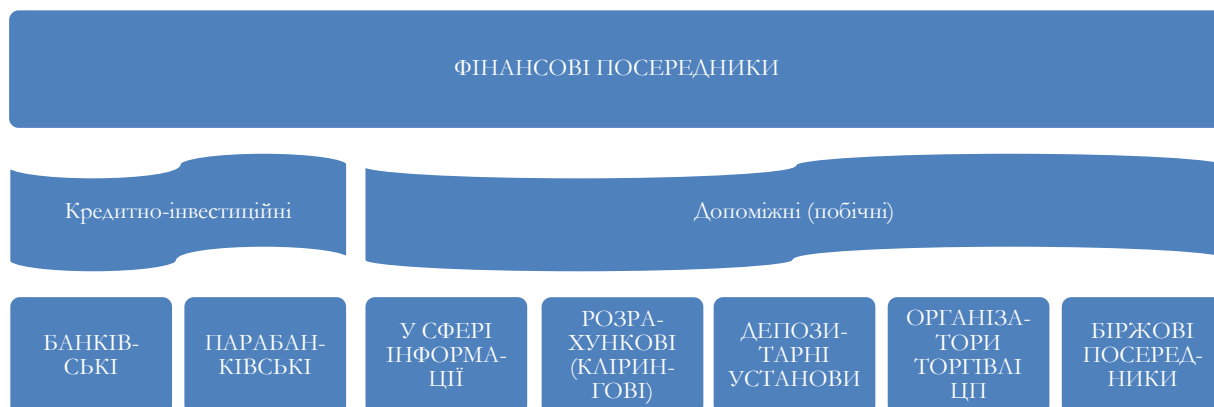 ФІНАНСОВІ ПОСЕРЕДНИКИ
Кредитно-інвестиційні
Допоміжні (побічні)
БАНКІВ-
СЬКІ
ПАРАБАН-
КІВСЬКІ
У СФЕРІ
ІНФОРМА-
ЦІЇ
РОЗРА-
ХУНКОВІ
(КЛІРИН-
ГОВІ)
ДЕПОЗИ-
ТАРНІ
УСТАНОВИ
ОРГАНІЗА-
ТОРИ
ТОРГІВЛІ
ЦП
БІРЖОВІ
ПОСЕРЕД-
НИКИ